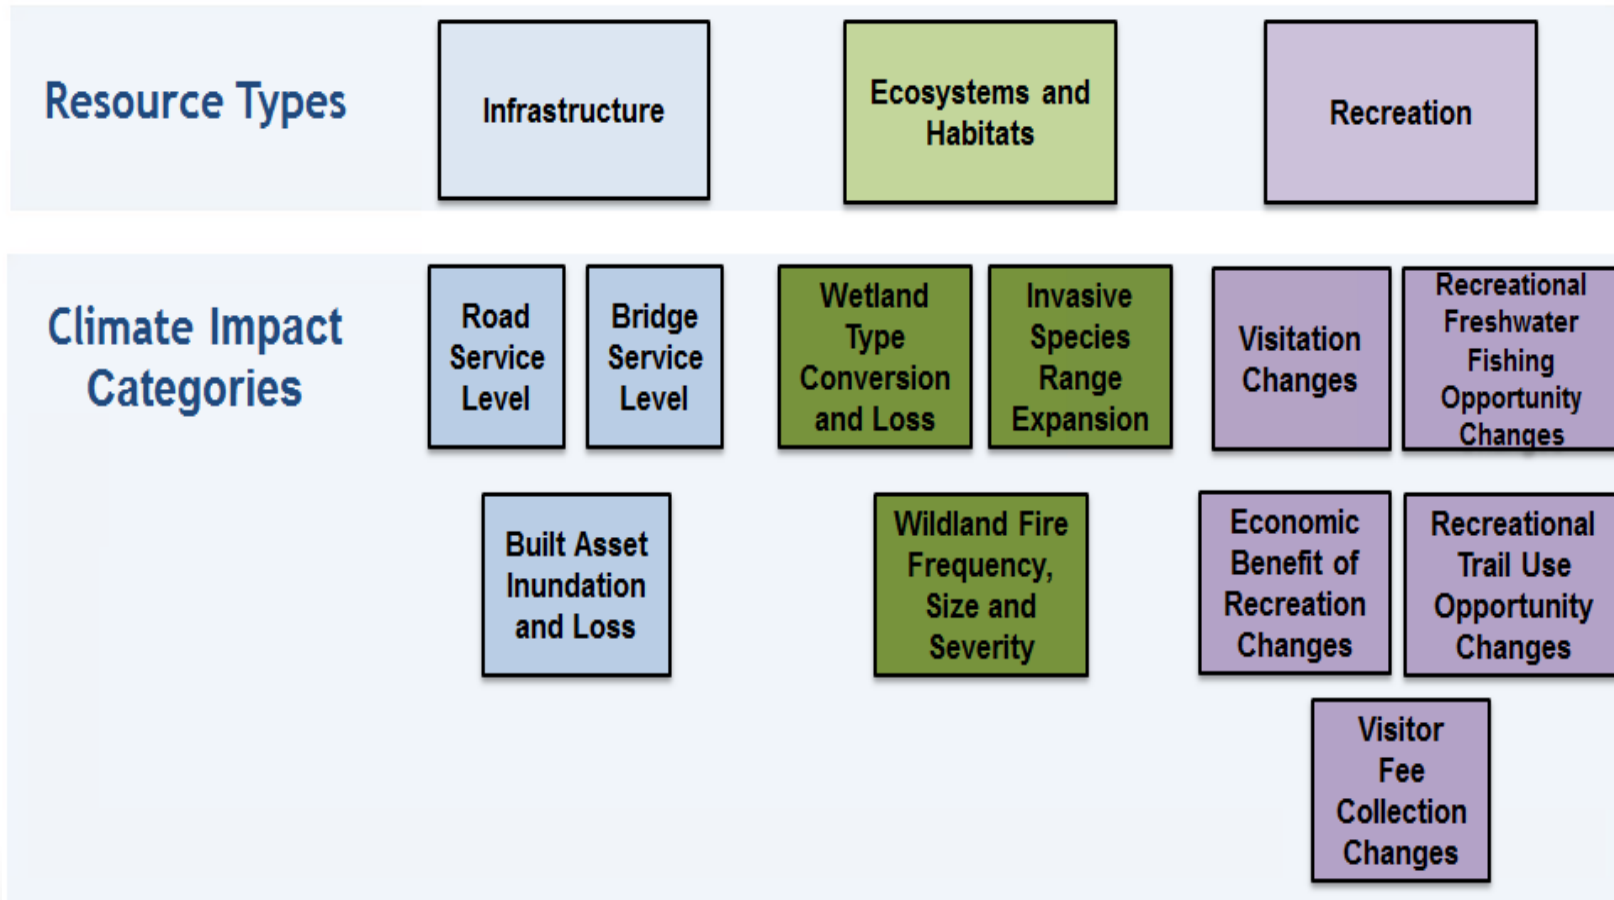 Resource Types
Infrastructure
Ecosystems and
Habitats
Recreation
Climate Impact
Categories
Road
Service
Level
Bridge
Service
Level
Wetland
Type
Conversion
and Loss
Invasive
Species
Range
Expansion
Visitation
Changes
Recreational
Freshwater
Fishing
Opportunity
Changes
Built Asset
Inundation
and Loss
Wildland Fire
Frequency,
Size and
Severity
Economic
Benefit of
Recreation
Changes
Recreational
Trail Use
Opportunity
Changes
Visitor
Fee
Collection
Changes